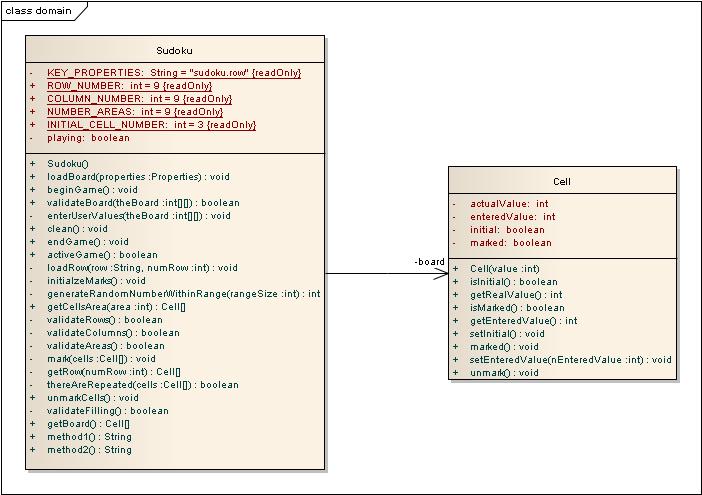 class domain
Sudoku
- KEY_PROPERTIES: String = "sudoku.row" {readOnly}
+ ROW_NUMBER: int = 9 {readOnly}
+ COLUMN_NUMBER: int = 9 {readOnly}
+ NUMBER_AREAS: int = 9 {readOnly}
+ INITIAL_CELL_NUMBER: int = 3 {readOnly}
- playing: boolean
+ Sudoku()
+ loadBoard(properties :Properties) : void
+ beginGame() : void
+ validateBoard(theBoard :int[][]) : boolean
- enterUserValues(theBoard :int[][]) : void
+ clean() : void
+ endGame() : void
+ activeGame() : boolean
- loadRow(row :String, numRow :int) : void
- initialzeMarks() : void
- generateRandomNumberWithinRange(rangeSize :int) : int
+ getCellsArea(area :int) : Cell[]
- validateRows() : boolean
- validateColumns() : boolean
- validateAreas() : boolean
- mark(cells :Cell[]) : void
- getRow(numRow :int) : Cell[]
- thereAreRepeated(cells :Cell[]) : boolean
+ unmarkCells() : void
- validateFilling() : boolean
+ getBoard() : Cell[]
+ method1() : String
+ method2() : String
-board
Cell
- actualValue: int
- enteredValue: int
- initial: boolean
- marked: boolean
+ Cell(value :int)
+ isInitial() : boolean
+ getRealValue() : int
+ isMarked() : boolean
+ getEnteredValue() : int
+ setInitial() : void
+ marked() : void
+ setEnteredValue(nEnteredValue :int) : void
+ unmark() : void